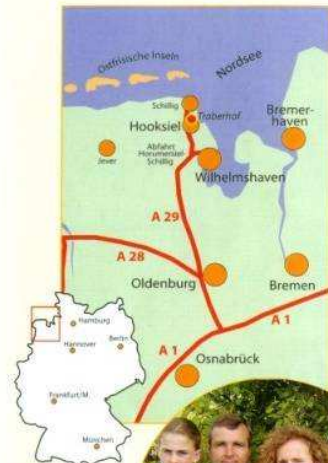 Ostfriesische Inseln
Nordsee
Schillig
Traberhof
Hooksiel
Bremer-
haven
Jever
Abfahrt
Horumersiel-
Schillig
Wilhelmshaven
A 29
A 28
Oldenburg
Bremen
A 1
A 1
Osnabrück
Hamburg
Hannover
Berlin
Frankfurt/M.
München